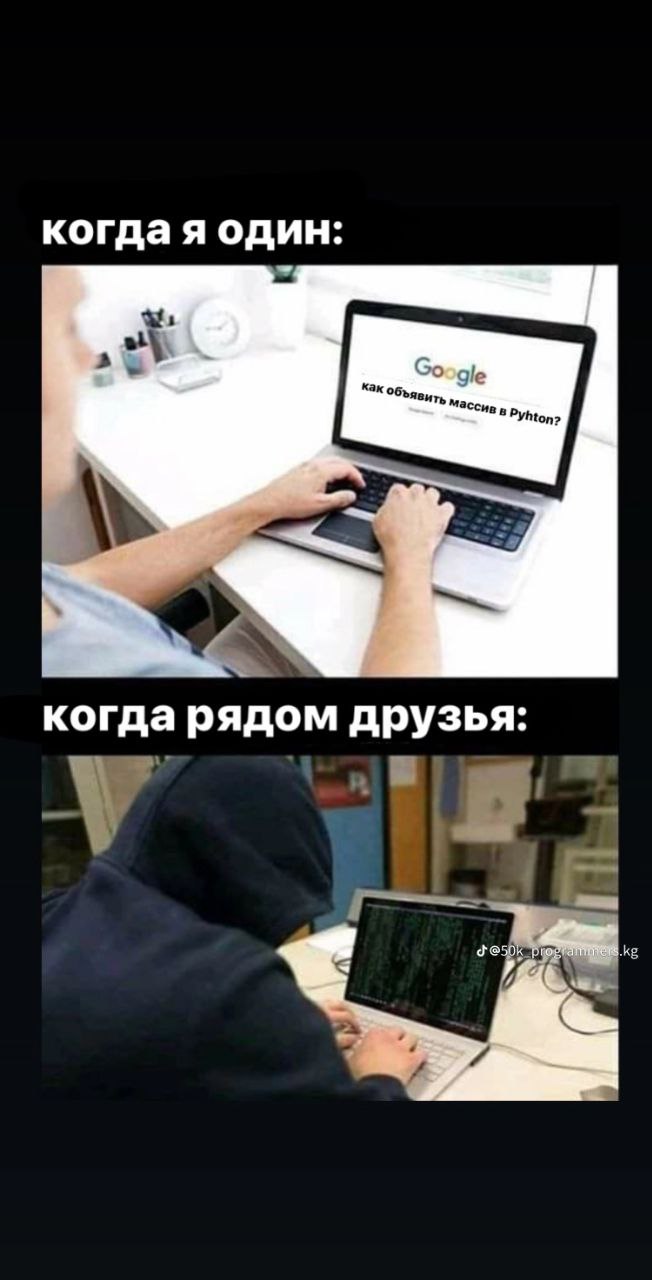 когда я один:
Google
как объявить массив в Pyhton?
когда рядом друзья:
@50k_programmers.kg